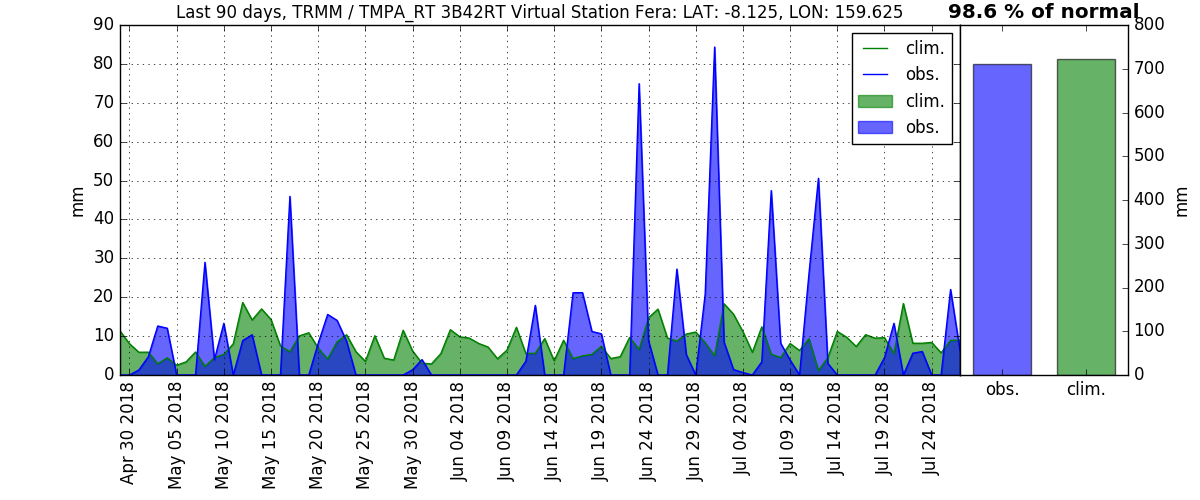 Last 90 days, TRMM / TMPA_RT 3B42RT Virtual Station Fera: LAT: -8.125, LON: 159.625
98.6 % of normal
90
80
70
60
50
40
30
20
10
0
mm
clim.
obs.
clim.
obs.
800
700
600
500
400
300
200
100
0
mm
obs.
clim.
Apr 30 2018
May 05 2018
May 10 2018
May 15 2018
May 20 2018
May 25 2018
May 30 2018
Jun 04 2018
Jun 09 2018
Jun 14 2018
Jun 19 2018
Jun 24 2018
Jun 29 2018
Jul 04 2018
Jul 09 2018
Jul 14 2018
Jul 19 2018
Jul 24 2018